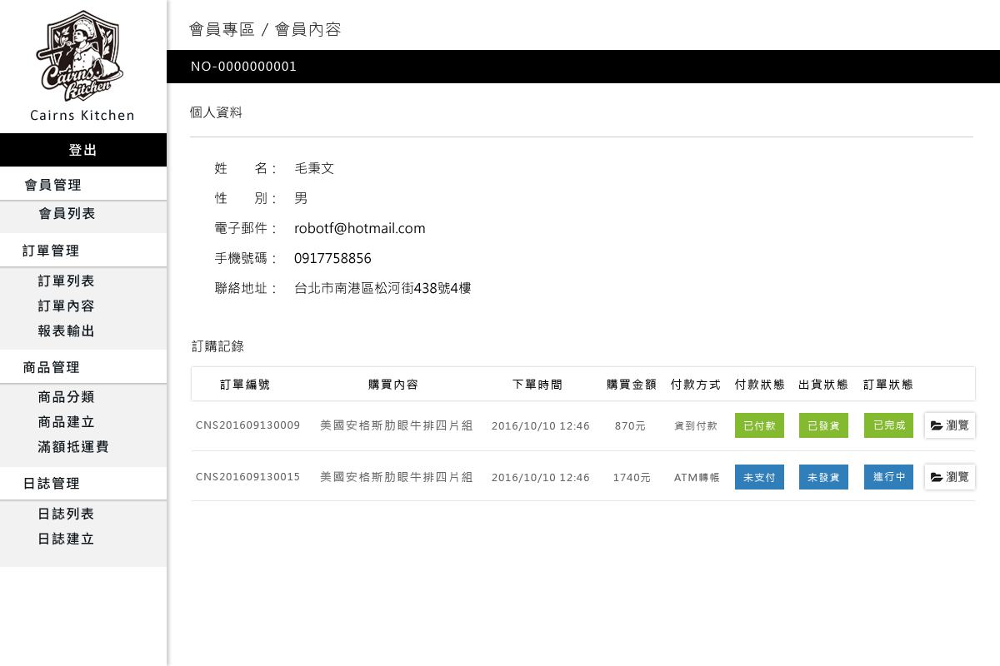 Cairns Kitchen
Cairns Kitchen
登出
會員管理
會員列表
訂單管理
訂單列表
訂單內容
報表輸出
商品管理
商品分類
商品建立
滿額抵運費
日誌管理
日誌列表
日誌建立
會員專區 / 會員內容
NO-0000000001
個人資料
姓 名： 毛秉文
性 別： 男
電子郵件： robotf@hotmail.com
手機號碼： 0917758856
聯絡地址： 台北市南港區松河街438號4樓
訂購記錄
訂單編號 購買內容 下單時間 購買金額 付款方式 付款狀態 出貨狀態 訂單狀態
CNS201609130009 美國安格斯肋眼牛排四片組 2016/10/10 12:46 870元 貨到付款 已付款 已發貨 已完成 瀏覽
CNS201609130015 美國安格斯肋眼牛排四片組 2016/10/10 12:46 1740元 ATM轉帳 未支付 未發貨 進行中 瀏覽